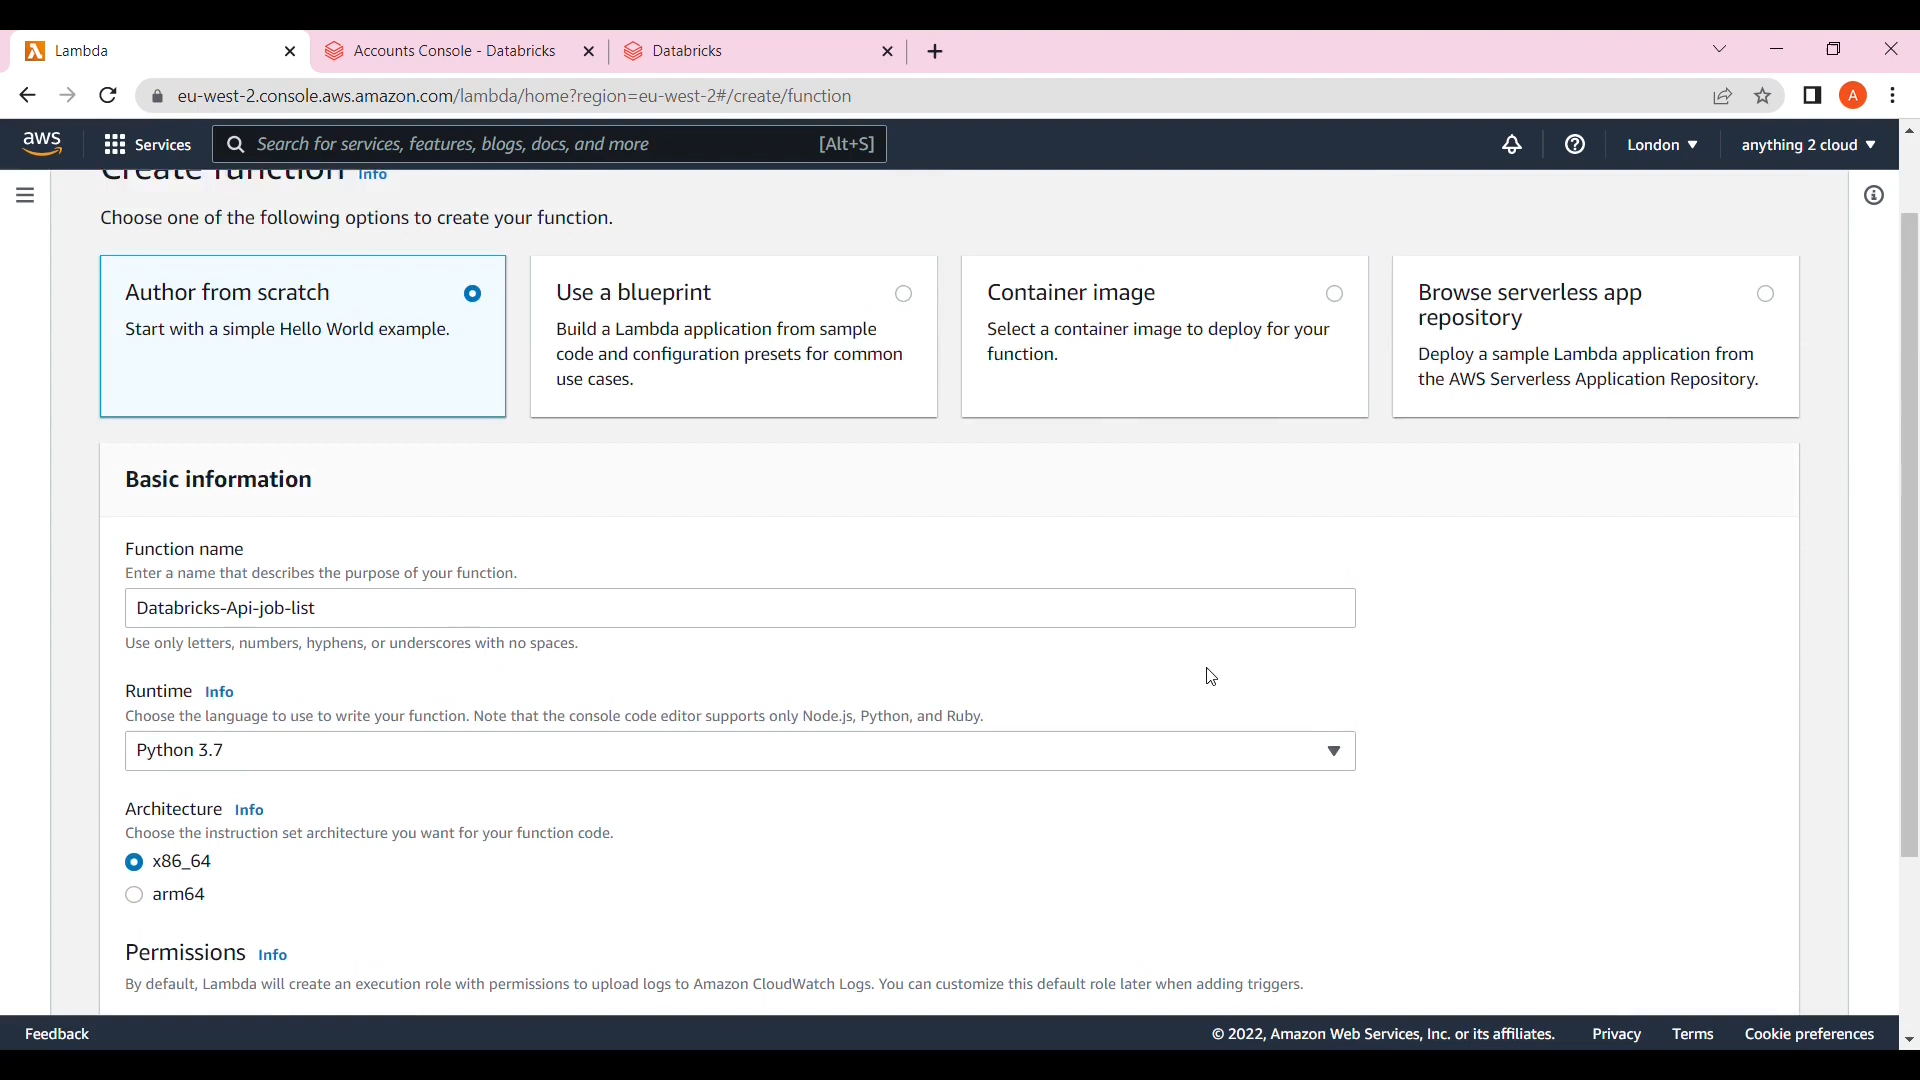 Lambda
Accounts Console - Databricks
Databricks
eu-west-2.console.aws.amazon.com/lambda/home?region=eu-west-2#/create/function
A
aws
Services
Search for services, features, blogs, docs, and more
[Alt+S]
London
anything 2 cloud
Create function Info
Choose one of the following options to create your function.
Author from scratch
Start with a simple Hello World example.
Use a blueprint
Build a Lambda application from sample
code and configuration presets for common
use cases.
Container image
Select a container image to deploy for your
function.
Browse serverless app
repository
Deploy a sample Lambda application from
the AWS Serverless Application Repository.
Basic information
Function name
Enter a name that describes the purpose of your function.
Databricks-Api-job-list
Use only letters, numbers, hyphens, or underscores with no spaces.
Runtime Info
Choose the language to use to write your function. Note that the console code editor supports only Node.js, Python, and Ruby.
Python 3.7
Architecture Info
Choose the instruction set architecture you want for your function code.
x86_64
arm64
Permissions Info
By default, Lambda will create an execution role with permissions to upload logs to Amazon CloudWatch Logs. You can customize this default role later when adding triggers.
Feedback
© 2022, Amazon Web Services, Inc. or its affiliates.
Privacy
Terms
Cookie preferences